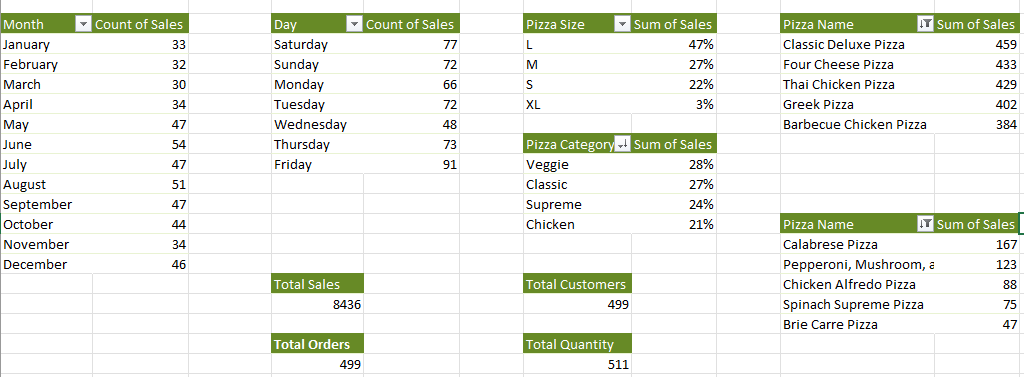 Month Count of Sales
January 33
February 32
March 30
April 34
May 47
June 54
July 47
August 51
September 47
October 44
November 34
December 46
Day Count of Sales
Saturday 77
Sunday 72
Monday 66
Tuesday 72
Wednesday 48
Thursday 73
Friday 91
Total Sales
8436
Total Orders
499
Pizza Size Sum of Sales
L 47%
M 27%
S 22%
XL 3%
Pizza Category Sum of Sales
Veggie 28%
Classic 27%
Supreme 24%
Chicken 21%
Total Customers
499
Total Quantity
511
Pizza Name Sum of Sales
Classic Deluxe Pizza 459
Four Cheese Pizza 433
Thai Chicken Pizza 429
Greek Pizza 402
Barbecue Chicken Pizza 384
Pizza Name Sum of Sales
Calabrese Pizza 167
Pepperoni, Mushroom, a 123
Chicken Alfredo Pizza 88
Spinach Supreme Pizza 75
Brie Carre Pizza 47